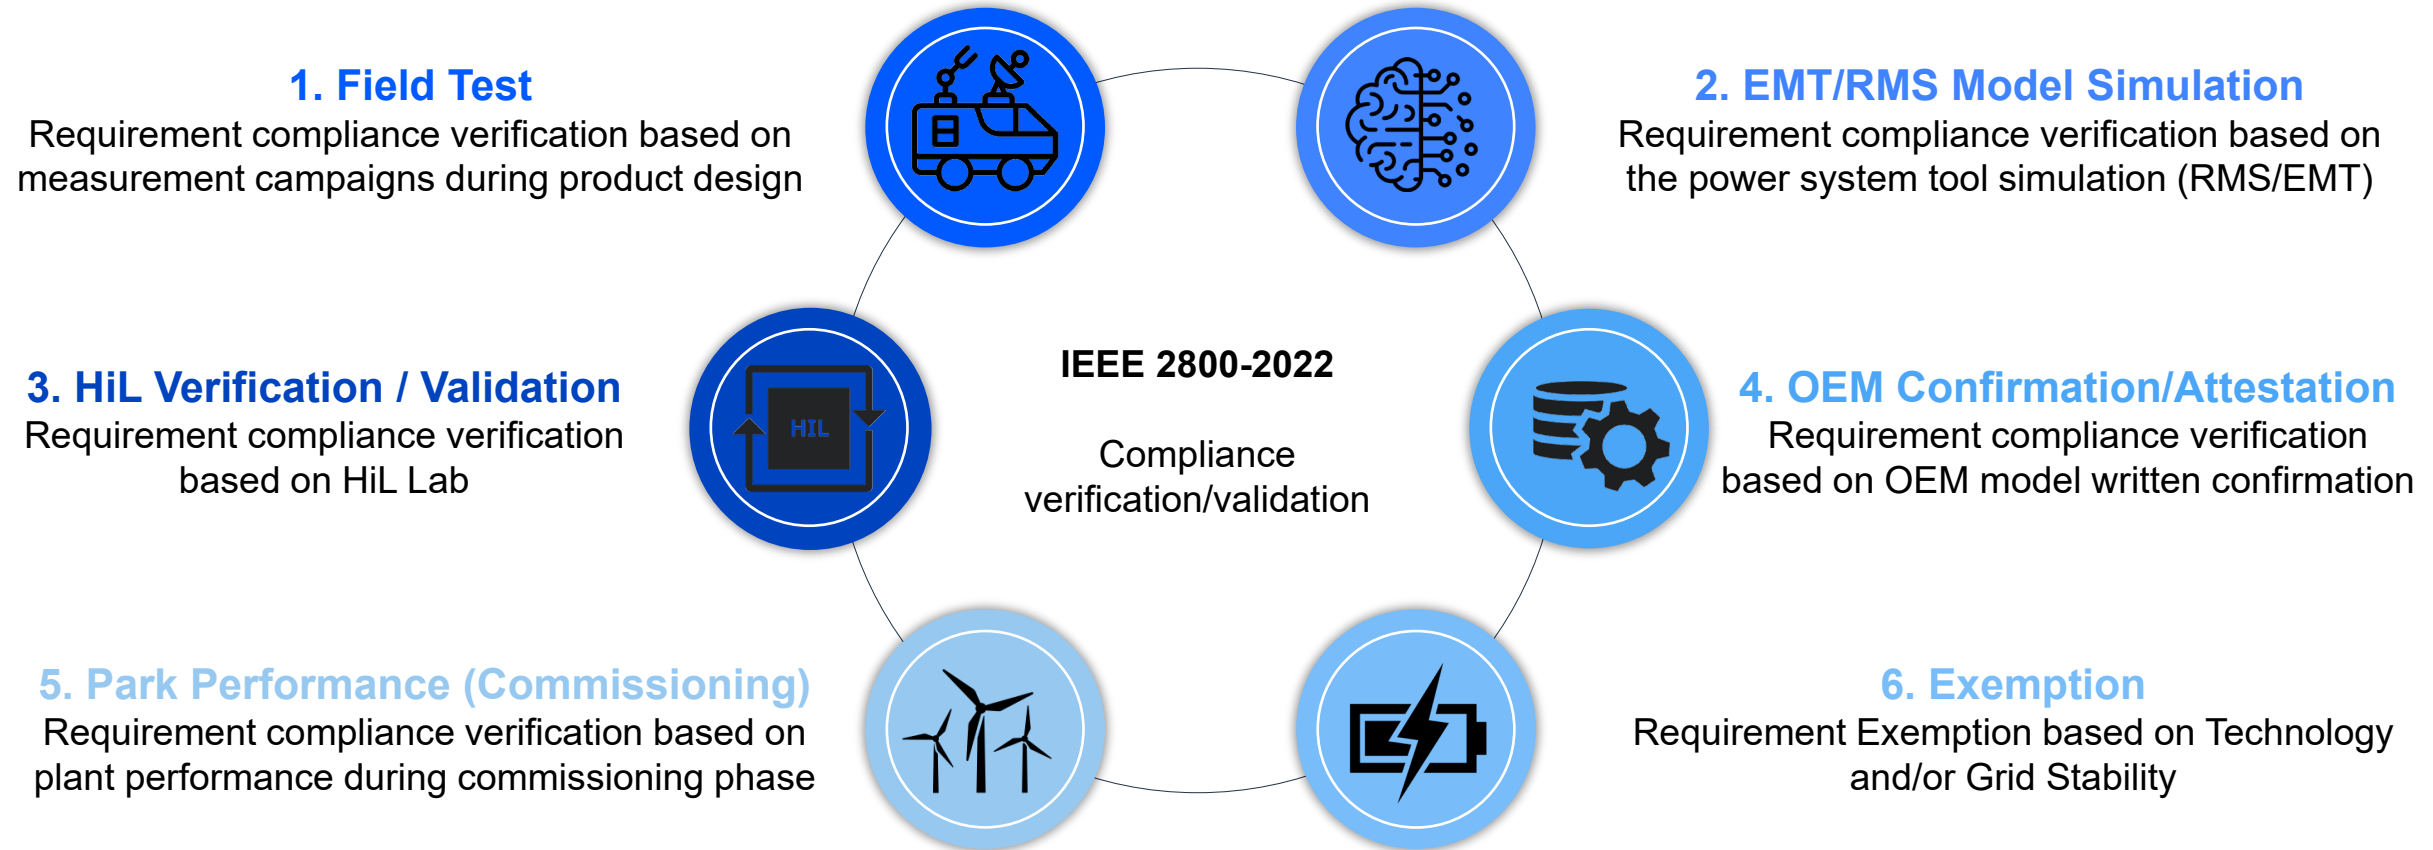 1. Field Test
Requirement compliance verification based on
measurement campaigns during product design
2. EMT/RMS Model Simulation
Requirement compliance verification based on
the power system tool simulation (RMS/EMT)
3. HiL Verification / Validation
Requirement compliance verification
based on HiL Lab
HIL
IEEE 2800-2022
Compliance
verification/validation
4. OEM Confirmation/Attestation
Requirement compliance verification
based on OEM model written confirmation
5. Park Performance (Commissioning)
Requirement compliance verification based on
plant performance during commissioning phase
6. Exemption
Requirement Exemption based on Technology
and/or Grid Stability